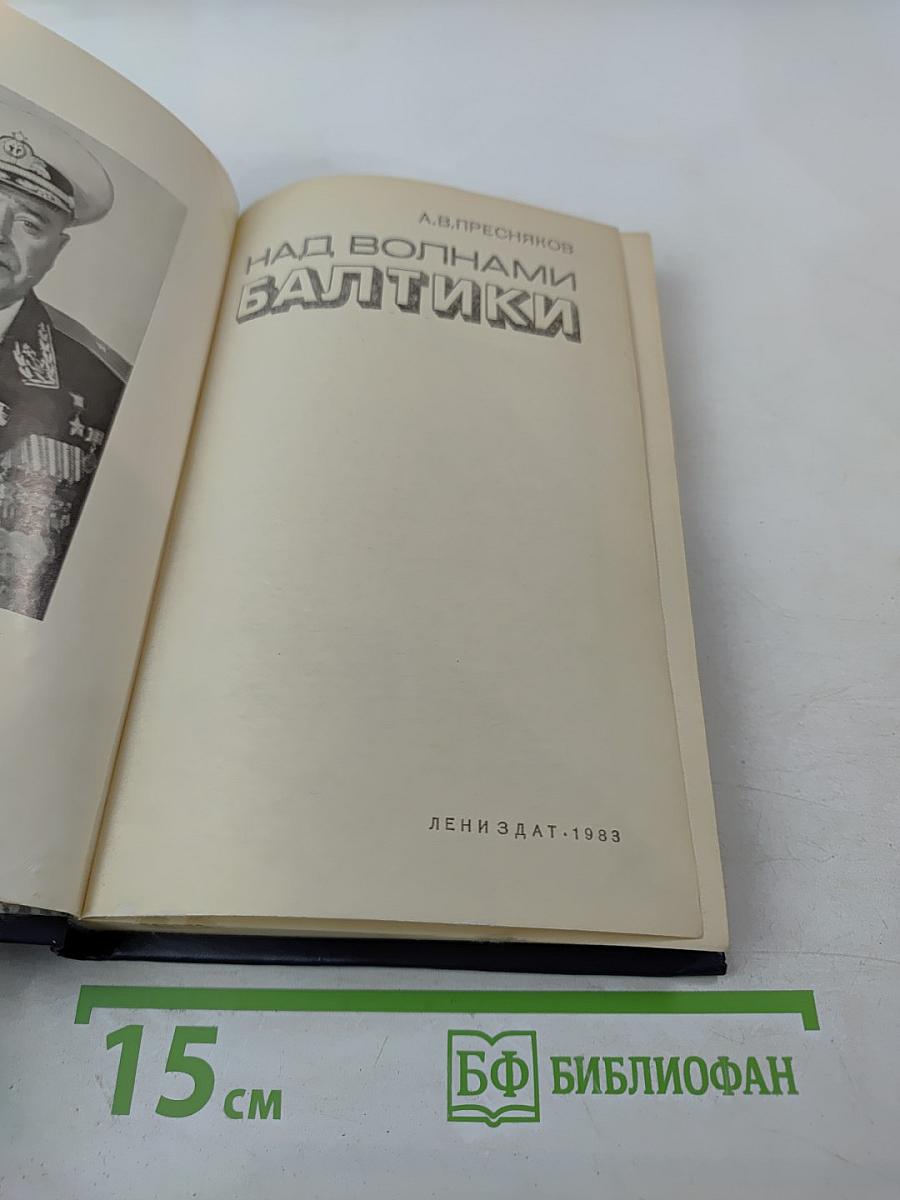 А.В.ПРЕСНЯКОВ
НАД ВОЛНАМИ
БАЛТИКИ
ЛЕНИЗДАТ·1983
15 см
БФ БИБЛИОФАН